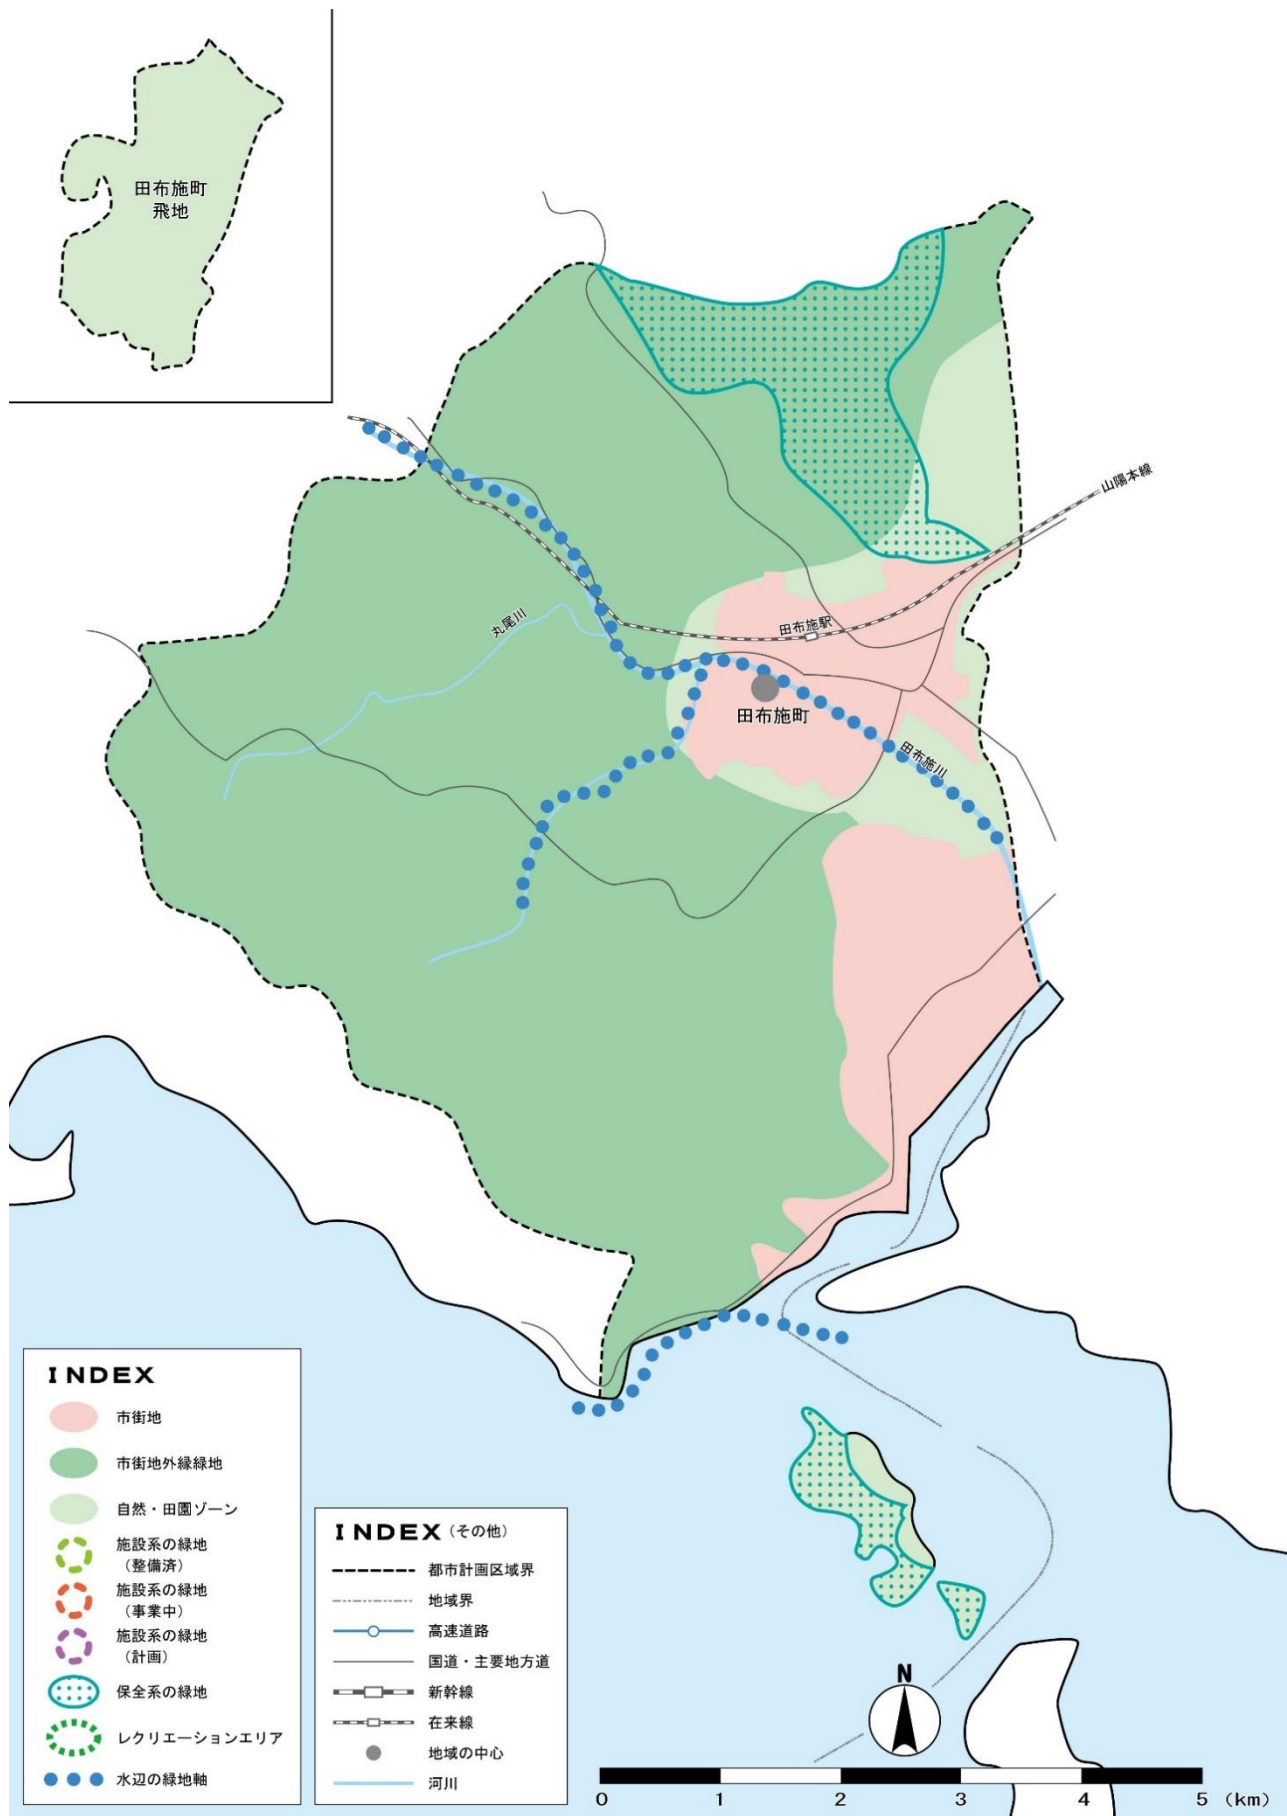 田布施町
飛地
山陽本線
丸尾川
田布施駅
田布施町
田布施川
INDEX
市街地
市街地外縁緑地
自然・田園ゾーン
施設系の緑地
（整備済）
施設系の緑地
（事業中）
施設系の緑地
（計画）
保全系の緑地
レクリエーションエリア
水辺の緑地軸
INDEX（その他）
都市計画区域界
地域界
高速道路
国道・主要地方道
新幹線
在来線
地域の中心
河川
N
0 1 2 3 4 5 （km）